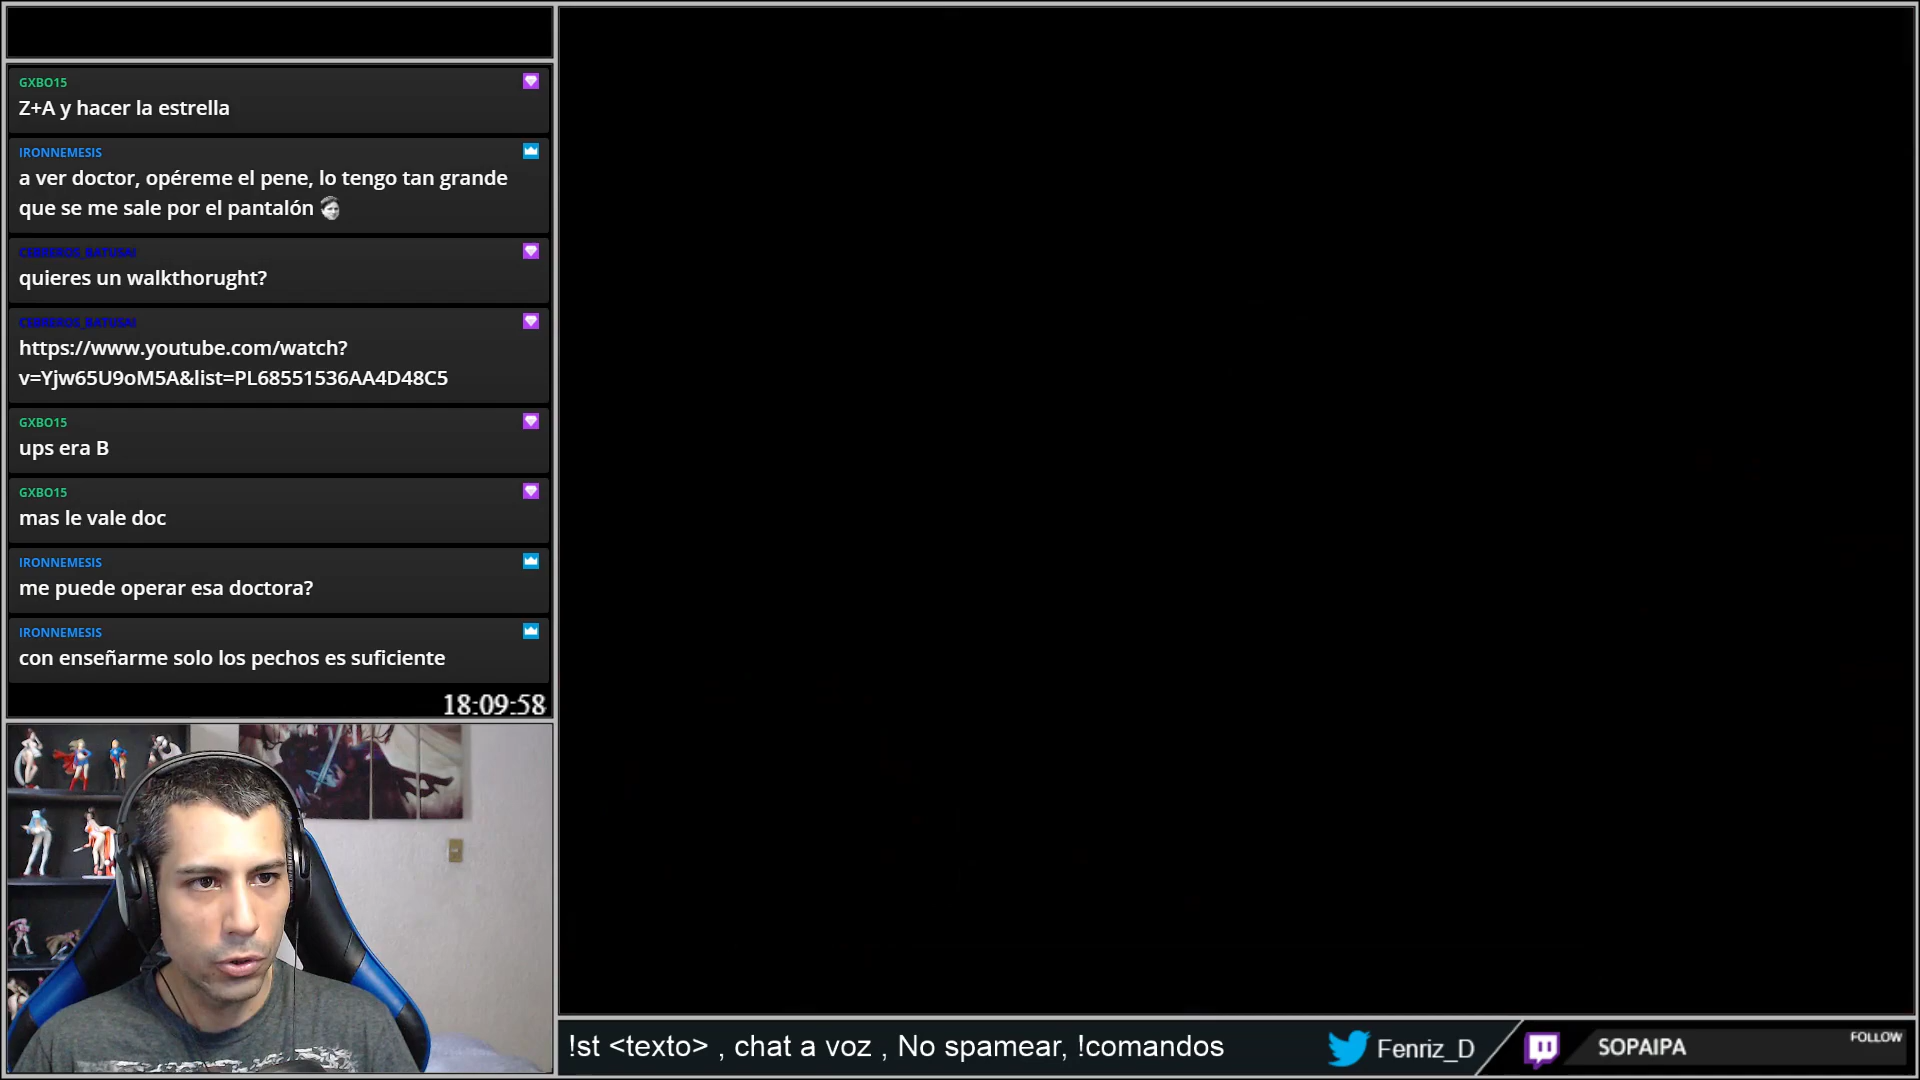 GXBO15
Z+A y hacer la estrella
IRONNEMESIS
a ver doctor, opéreme el pene, lo tengo tan grande
que se me sale por el pantalón
CEBREROS_BATUSAI
quieres un walkthorught?
CEBREROS_BATUSAI
https://www.youtube.com/watch?
v=Yjw65U9oM5A&list=PL68551536AA4D48C5
GXBO15
ups era B
GXBO15
mas le vale doc
IRONNEMESIS
me puede operar esa doctora?
IRONNEMESIS
con enseñarme solo los pechos es suficiente
18:09:58
!st <texto> , chat a voz , No spamear, !comandos
Fenriz_D
SOPAIPA
FOLLOW